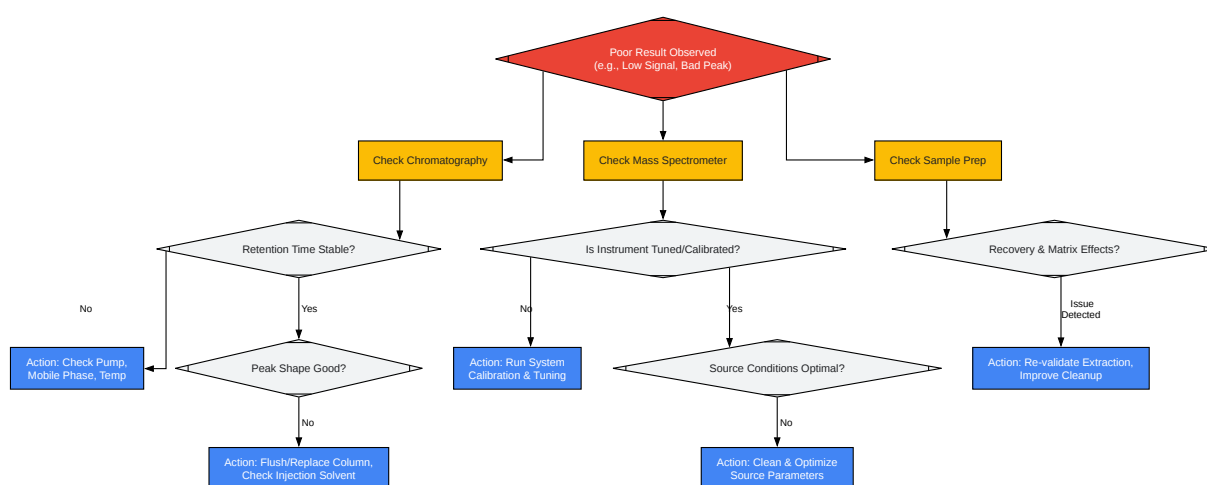 Poor Result Observed
(e.g., Low Signal, Bad Peak)
Check Chromatography
Check Mass Spectrometer
Check Sample Prep
Retention Time Stable?
Is Instrument Tuned/Calibrated?
Recovery & Matrix Effects?
No
Yes
No
Yes
Issue
Detected
Action: Check Pump,
Mobile Phase, Temp
Peak Shape Good?
Action: Run System
Calibration & Tuning
Source Conditions Optimal?
Action: Re-validate Extraction,
Improve Cleanup
No
No
Action: Flush/Replace Column,
Check Injection Solvent
Action: Clean & Optimize
Source Parameters